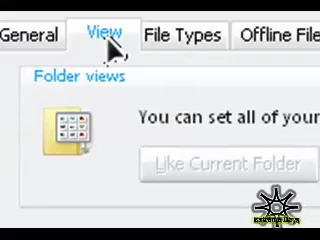 General View File Types Offline File
Folder views
You can set all of your
Like Current Folder